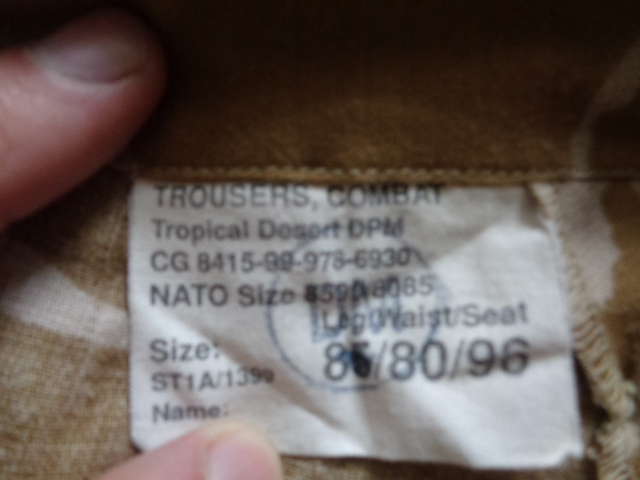 TROUSERS, COMBAT
Tropical Desert DPM
CG 8415-99-978-6930
NATO Size 8085
Leg/Waist/Seat
Size: 85/80/96
ST1A/1399
Name: